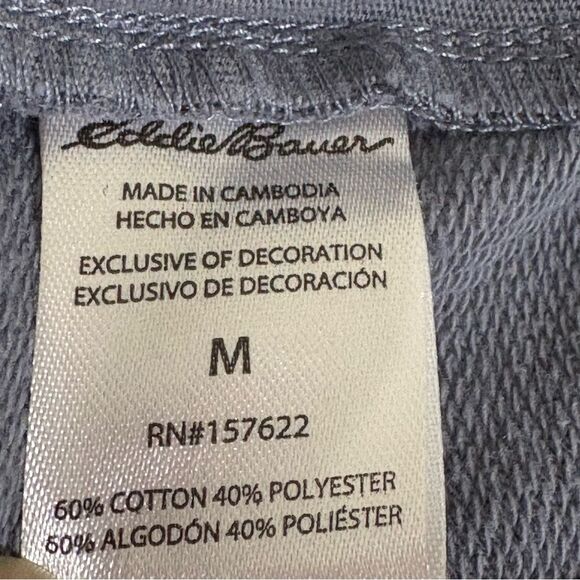 Eddie Bauer
MADE IN CAMBODIA
HECHO EN CAMBOYA
EXCLUSIVE OF DECORATION
EXCLUSIVO DE DECORACIÓN
M
RN#157622
60% COTTON 40% POLYESTER
60% ALGODÓN 40% POLIÉSTER